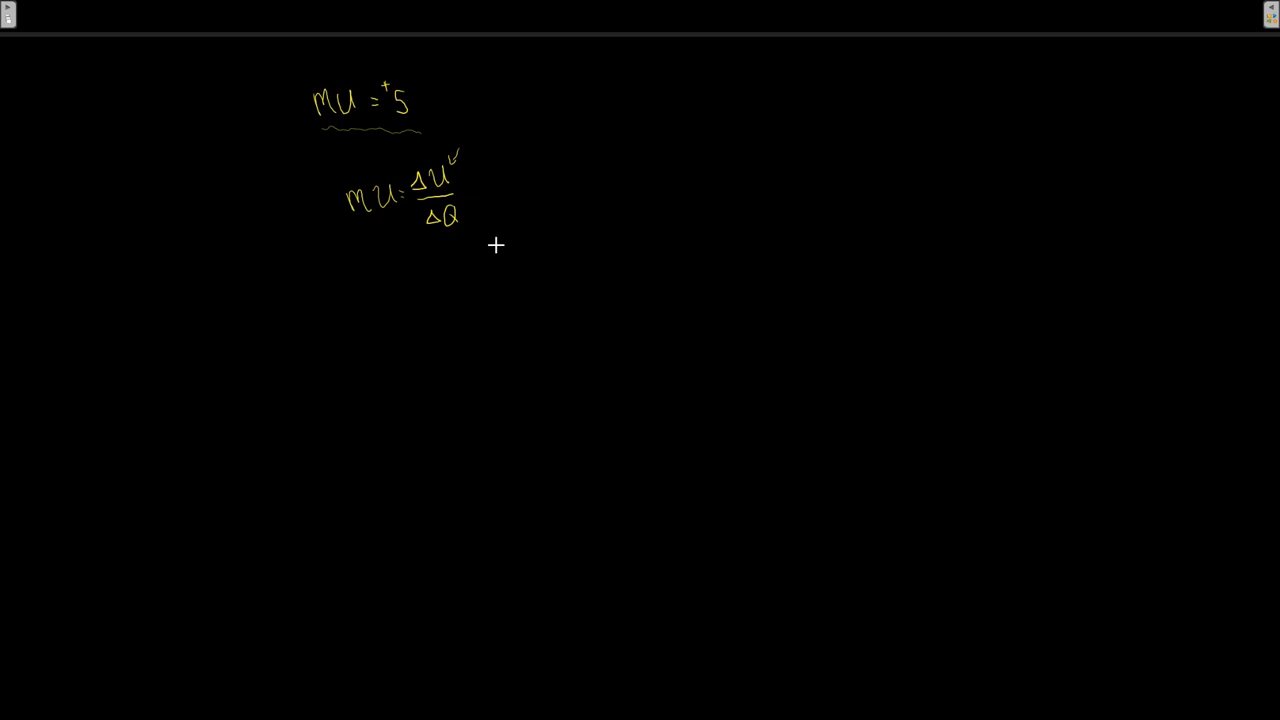 MU = +5
MU = ΔU / ΔQ